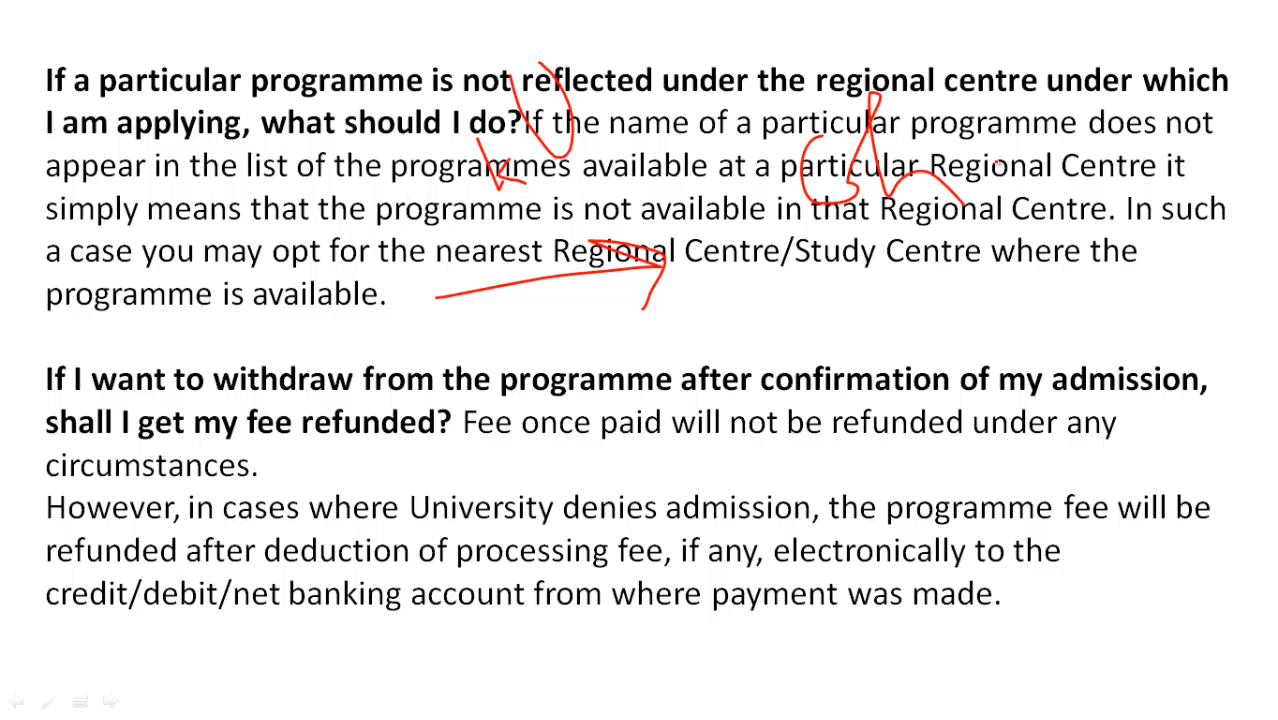 If a particular programme is not reflected under the regional centre under which
I am applying, what should I do?If the name of a particular programme does not
appear in the list of the programmes available at a particular Regional Centre it
simply means that the programme is not available in that Regional Centre. In such
a case you may opt for the nearest Regional Centre/Study Centre where the
programme is available.
If I want to withdraw from the programme after confirmation of my admission,
shall I get my fee refunded? Fee once paid will not be refunded under any
circumstances.
However, in cases where University denies admission, the programme fee will be
refunded after deduction of processing fee, if any, electronically to the
credit/debit/net banking account from where payment was made.